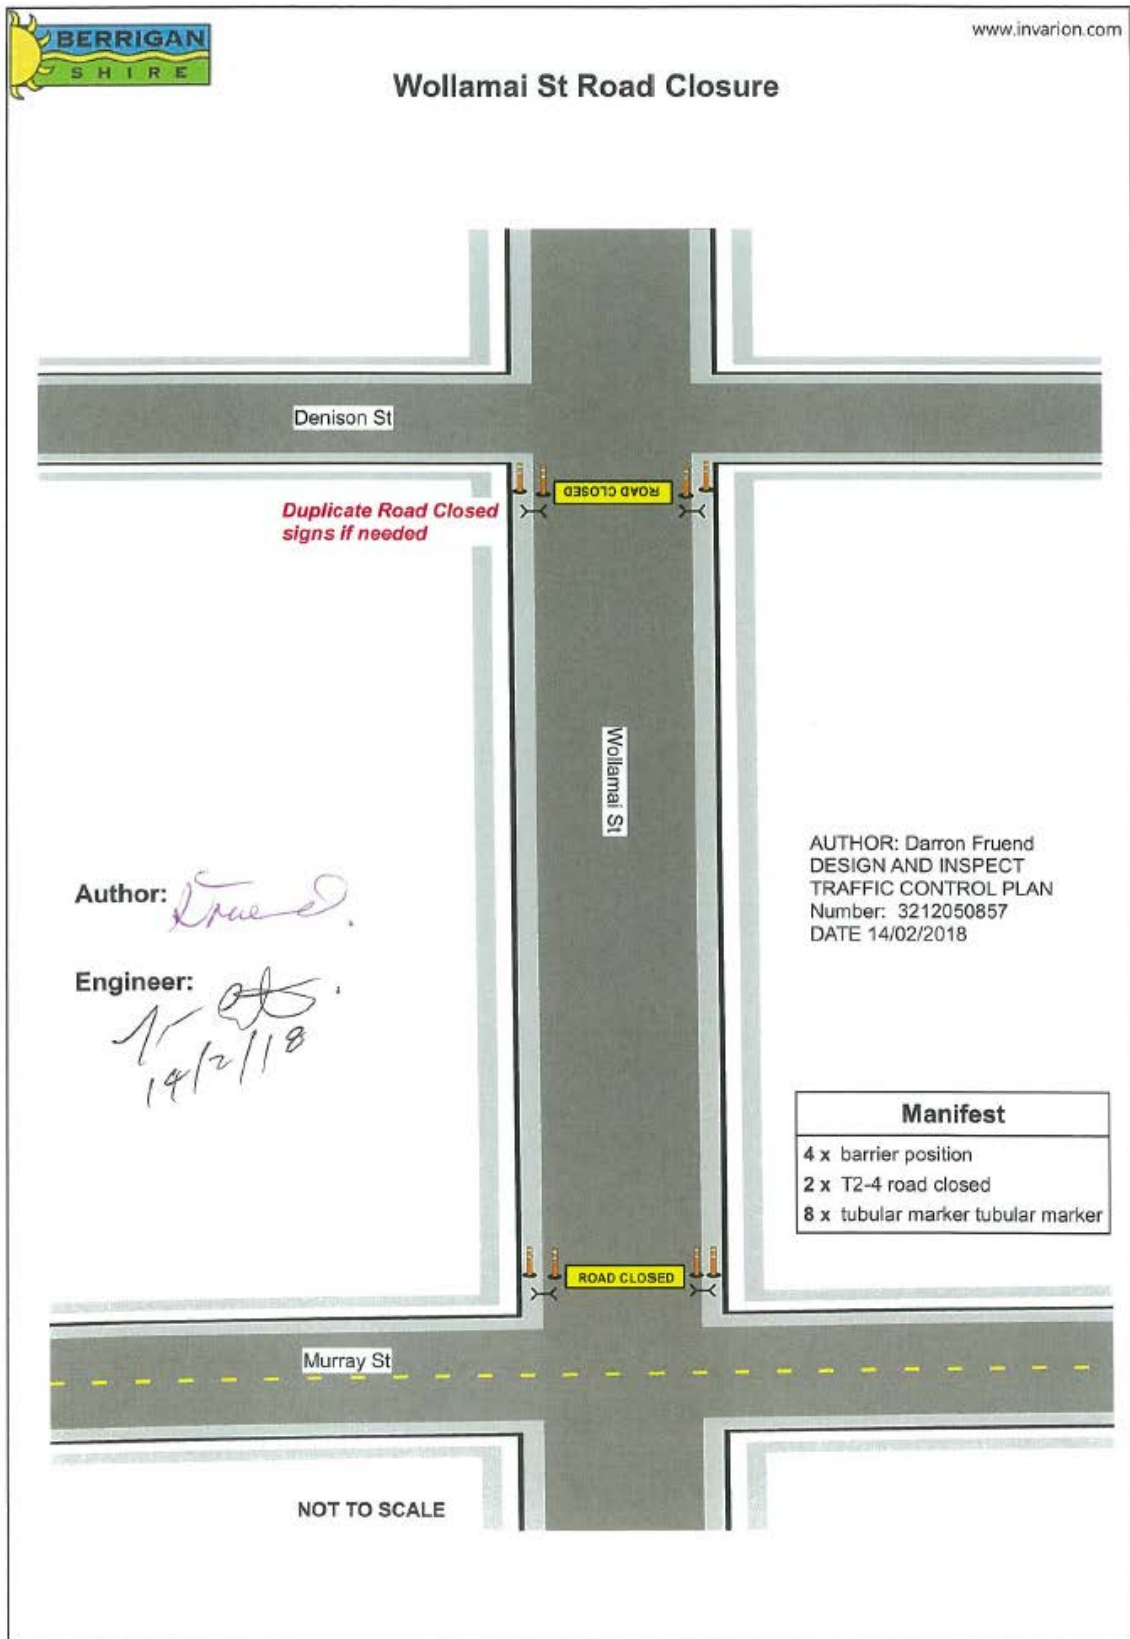 BERRIGAN
SHIRE
www.invarion.com
Wollamai St Road Closure
Denison St
ROAD CLOSED
Duplicate Road Closed
signs if needed
Wollamai St
AUTHOR: Darron Fruend
DESIGN AND INSPECT
TRAFFIC CONTROL PLAN
Number: 3212050857
DATE 14/02/2018
Author:
Engineer:
14/2/18
Manifest
4 x barrier position
2 x T2-4 road closed
8 x tubular marker tubular marker
ROAD CLOSED
Murray St
NOT TO SCALE